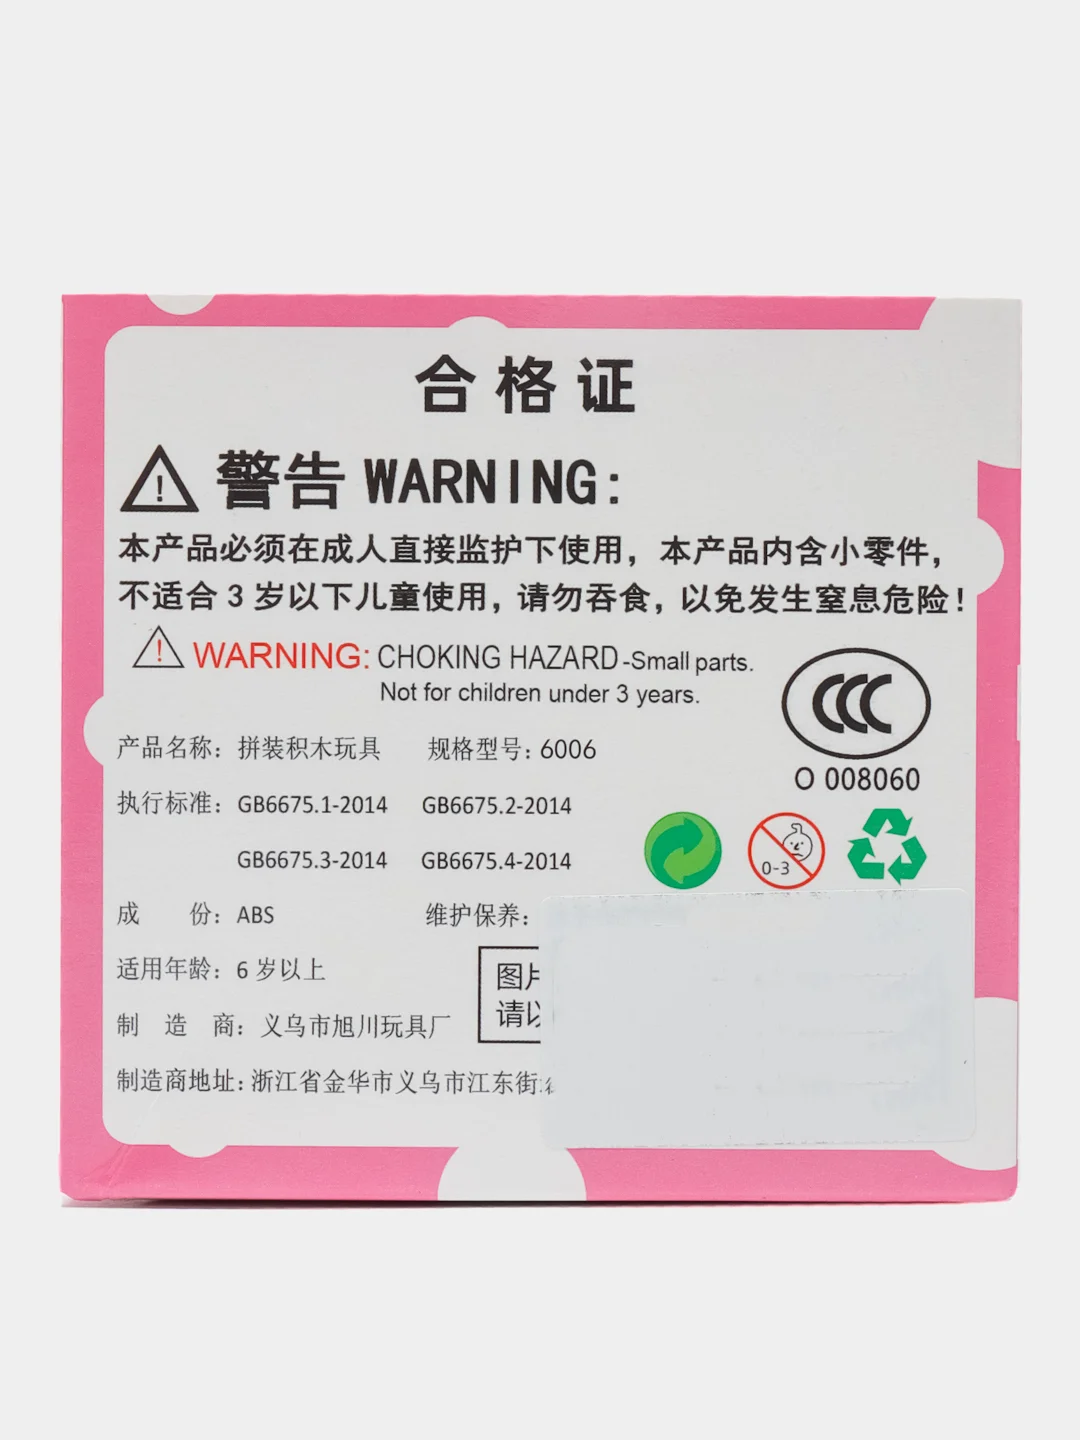 合格证
警告 WARNING:
本产品必须在成人直接监护下使用，本产品内含小零件，
不适合3岁以下儿童使用，请勿吞食，以免发生窒息危险！
WARNING: CHOKING HAZARD-Small parts.
Not for children under 3 years.
CCC
O 008060
产品名称：拼装积木玩具 规格型号：6006
执行标准：GB6675.1-2014 GB6675.2-2014
GB6675.3-2014 GB6675.4-2014
0-3
成 份：ABS 维护保养：
适用年龄：6岁以上
图片
请以
制 造 商：义乌市旭川玩具厂
制造商地址：浙江省金华市义乌市江东街